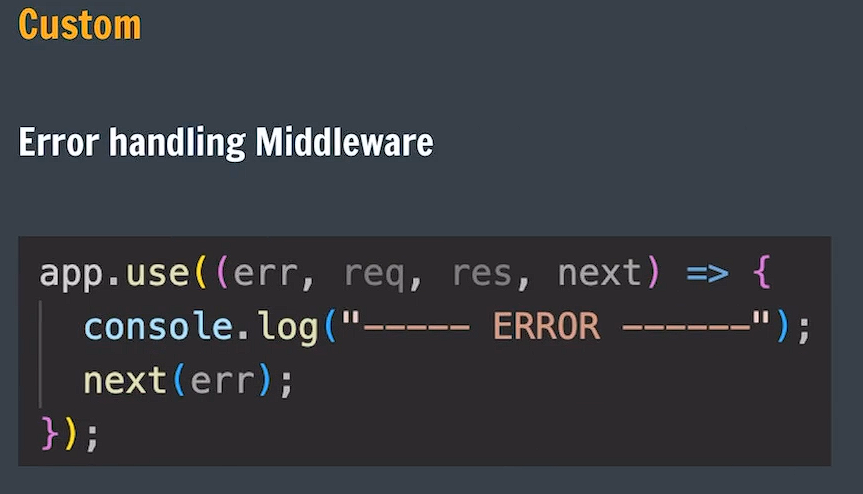 Custom
Error handling Middleware
app.use((err, req, res, next) => {
console.log("----- ERROR ------");
next(err);
});